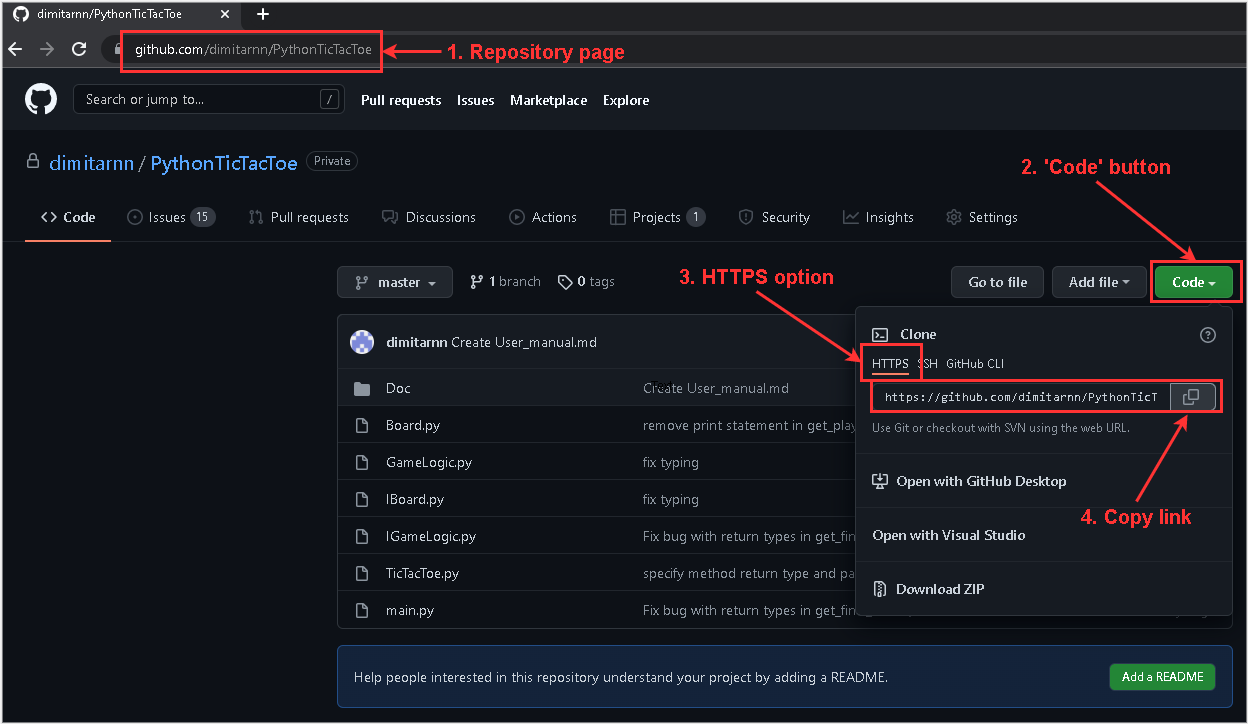 dimitarnn/PythonTicTacToe
github.com/dimitarnn/PythonTicTacToe
1. Repository page
Search or jump to... /
Pull requests Issues Marketplace Explore
dimitarnn / PythonTicTacToe Private
2. 'Code' button
<> Code Issues 15 Pull requests Discussions Actions Projects 1 Security Insights Settings
3. HTTPS option
master 1 branch 0 tags Go to file Add file Code
dimitarnn Create User_manual.md
Clone ?
HTTPS SSH GitHub CLI
Doc Create User_manual.md
https://github.com/dimitarnn/PythonTicT
Board.py remove print statement in get_play
Use Git or checkout with SVN using the web URL.
GameLogic.py fix typing
Open with GitHub Desktop
IBoard.py fix typing
4. Copy link
IGameLogic.py Fix bug with return types in get_fin
Open with Visual Studio
TicTacToe.py specify method return type and pa
Download ZIP
main.py Fix bug with return types in get_fin
Help people interested in this repository understand your project by adding a README.
Add a README